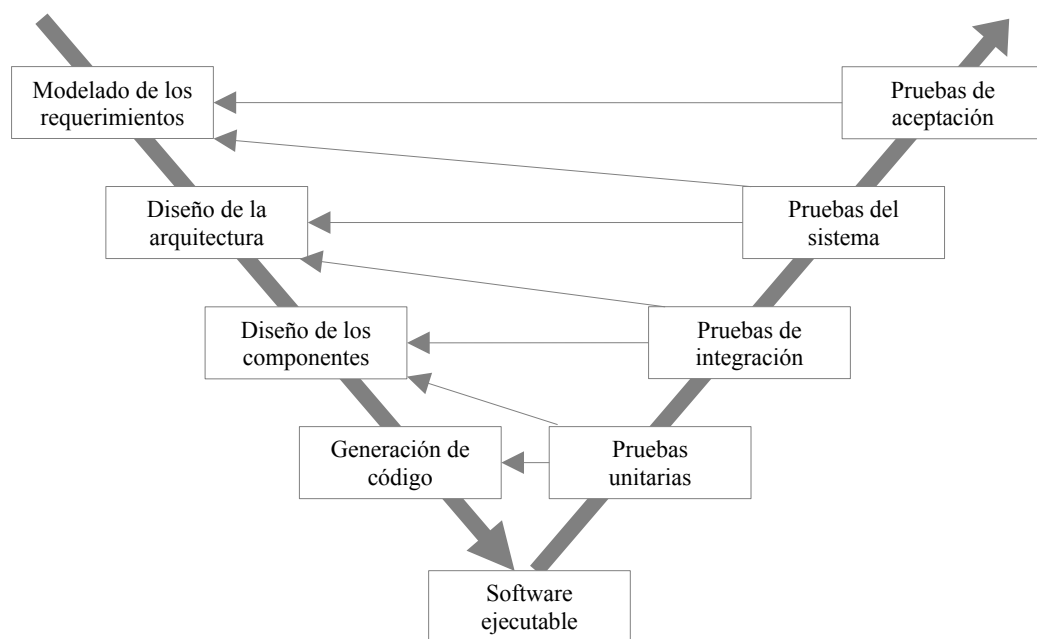 Modelado de los
requerimientos
Pruebas de
aceptación
Diseño de la
arquitectura
Pruebas del
sistema
Diseño de los
componentes
Pruebas de
integración
Generación de
código
Pruebas
unitarias
Software
ejecutable